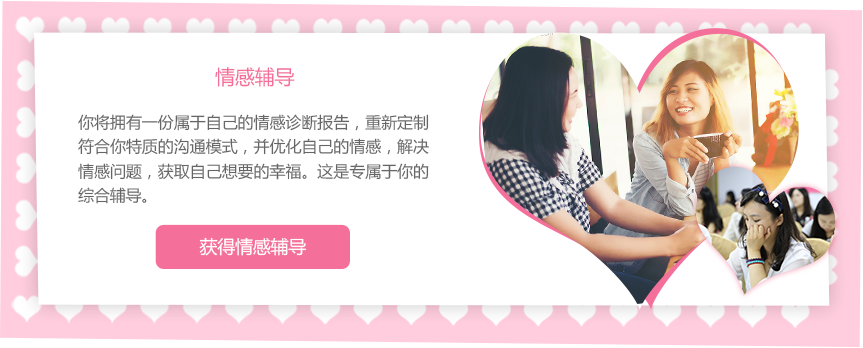 情感辅导
你将拥有一份属于自己的情感诊断报告，重新定制
符合你特质的沟通模式，并优化自己的情感，解决
情感问题，获取自己想要的幸福。这是专属于你的
综合辅导。
获得情感辅导